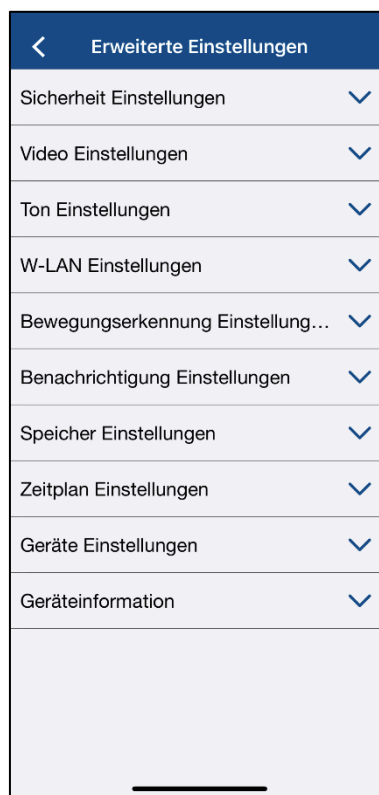 Erweiterte Einstellungen
Sicherheit Einstellungen
Video Einstellungen
Ton Einstellungen
W-LAN Einstellungen
Bewegungserkennung Einstellung...
Benachrichtigung Einstellungen
Speicher Einstellungen
Zeitplan Einstellungen
Geräte Einstellungen
Geräteinformation